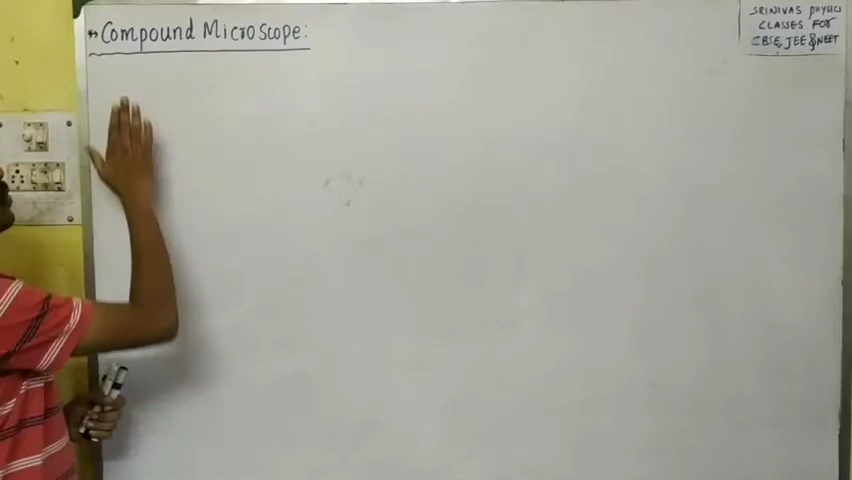 Compound Microscope:
SRINIVAS PHYSICS
CLASSES FOR
CBSE, JEE & NEET